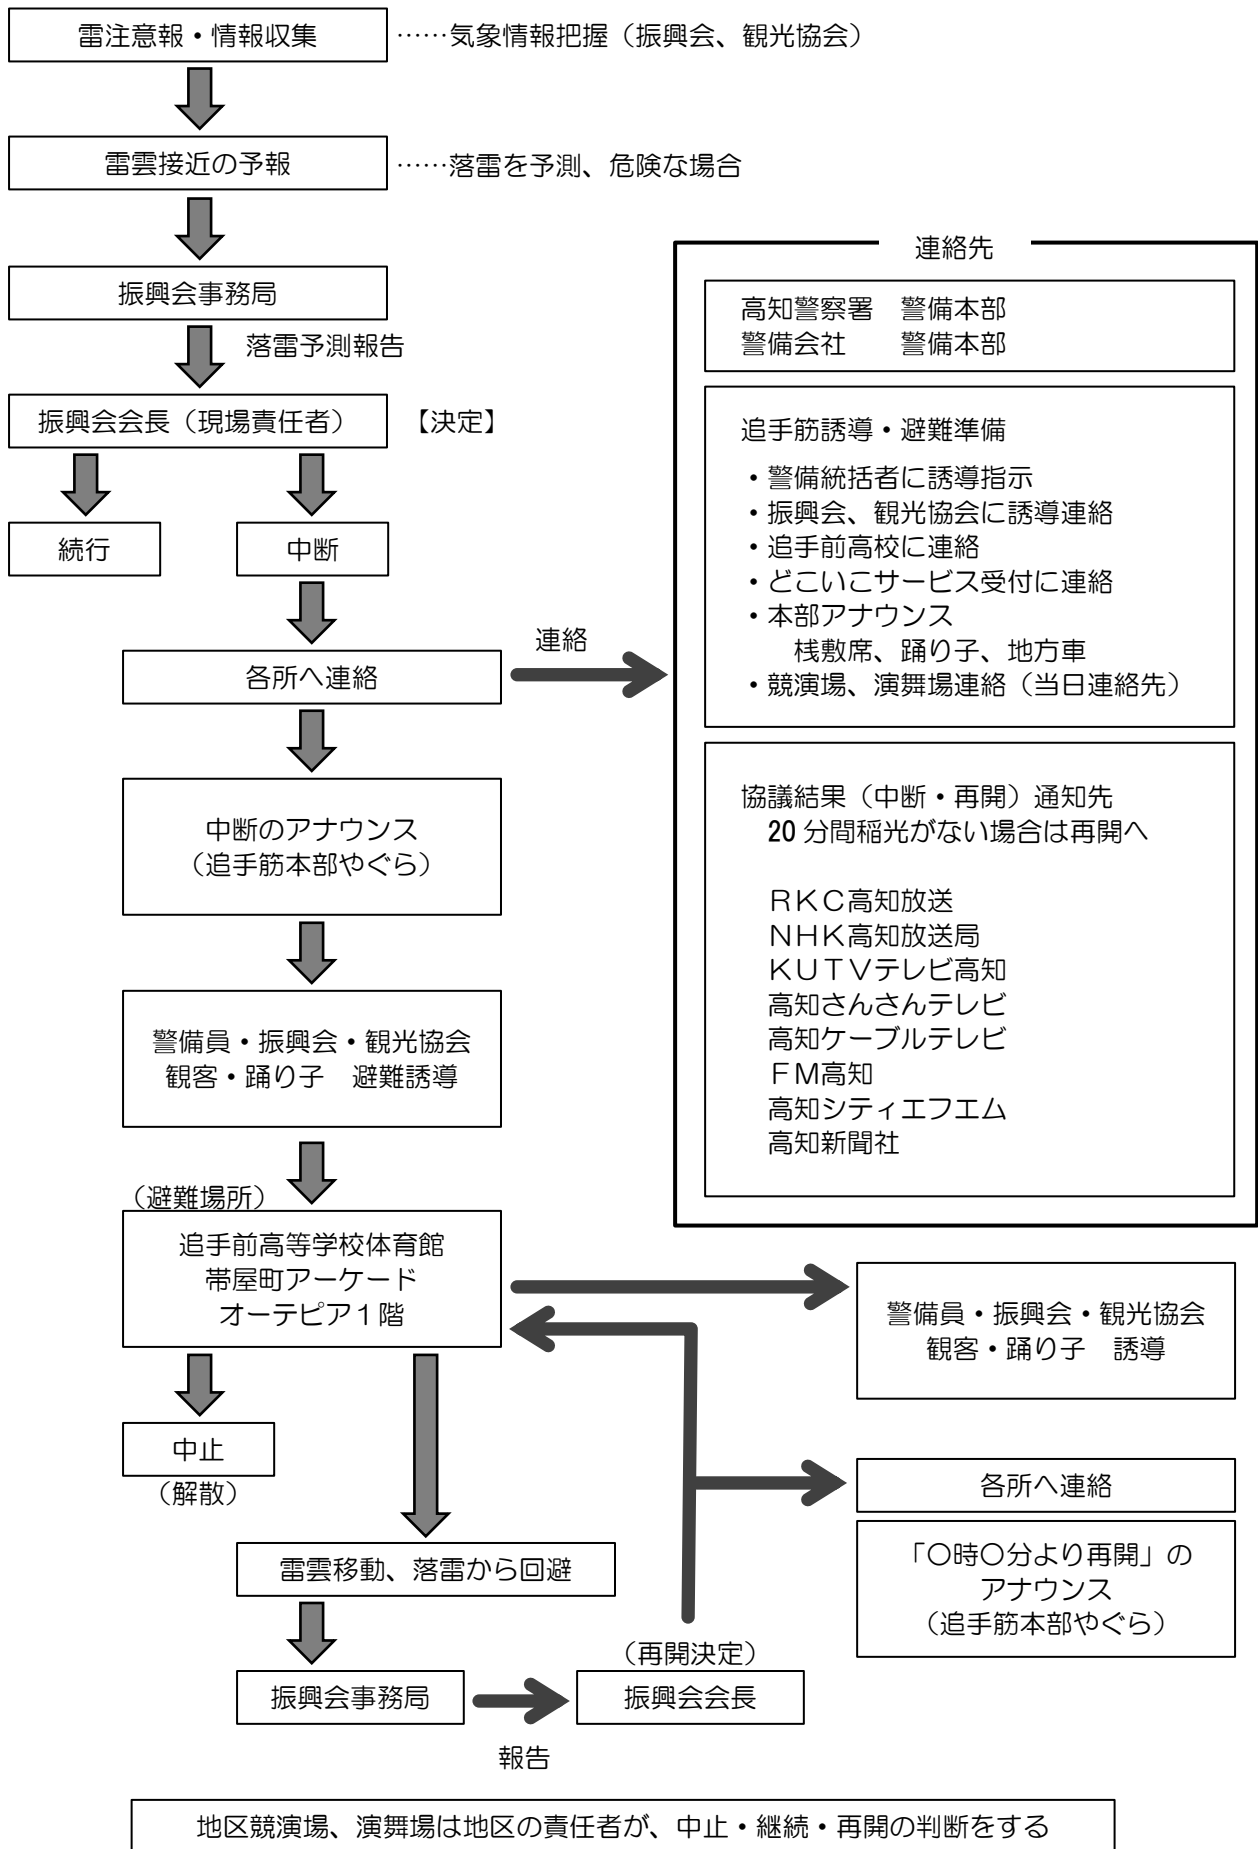 雷注意報・情報収集 ……気象情報把握（振興会、観光協会）
雷雲接近の予報 ……落雷を予測、危険な場合
振興会事務局
落雷予測報告
振興会会長（現場責任者） 【決定】
続行 中断
各所へ連絡
連絡
中断のアナウンス
（追手筋本部やぐら）
警備員・振興会・観光協会
観客・踊り子　避難誘導
（避難場所）
追手前高等学校体育館
帯屋町アーケード
オーテピア１階
中止
（解散）
雷雲移動、落雷から回避
振興会事務局
報告
（再開決定）
振興会会長
連絡先
高知警察署　警備本部
警備会社　　警備本部
追手筋誘導・避難準備
・警備統括者に誘導指示
・振興会、観光協会に誘導連絡
・追手前高校に連絡
・どこいこサービス受付に連絡
・本部アナウンス
桟敷席、踊り子、地方車
・競演場、演舞場連絡（当日連絡先）
協議結果（中断・再開）通知先
20 分間稲光がない場合は再開へ
ＲＫＣ高知放送
ＮＨＫ高知放送局
ＫＵＴＶテレビ高知
高知さんさんテレビ
高知ケーブルテレビ
ＦＭ高知
高知シティエフエム
高知新聞社
警備員・振興会・観光協会
観客・踊り子　誘導
各所へ連絡
「〇時〇分より再開」の
アナウンス
（追手筋本部やぐら）
地区競演場、演舞場は地区の責任者が、中止・継続・再開の判断をする